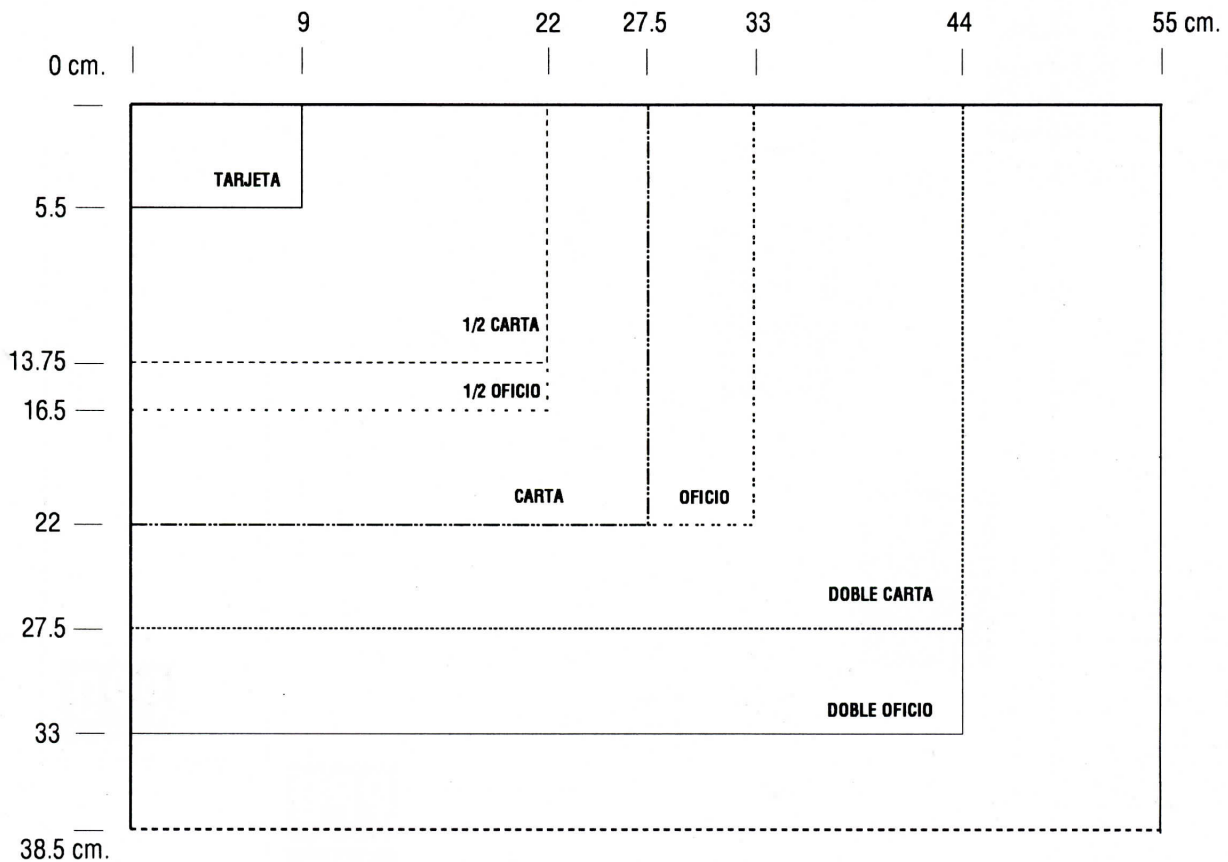 9 22 27.5 33 44 55 cm.
0 cm.
TARJETA
5.5
1/2 CARTA
13.75
1/2 OFICIO
16.5
CARTA OFICIO
22
DOBLE CARTA
27.5
DOBLE OFICIO
33
38.5 cm.